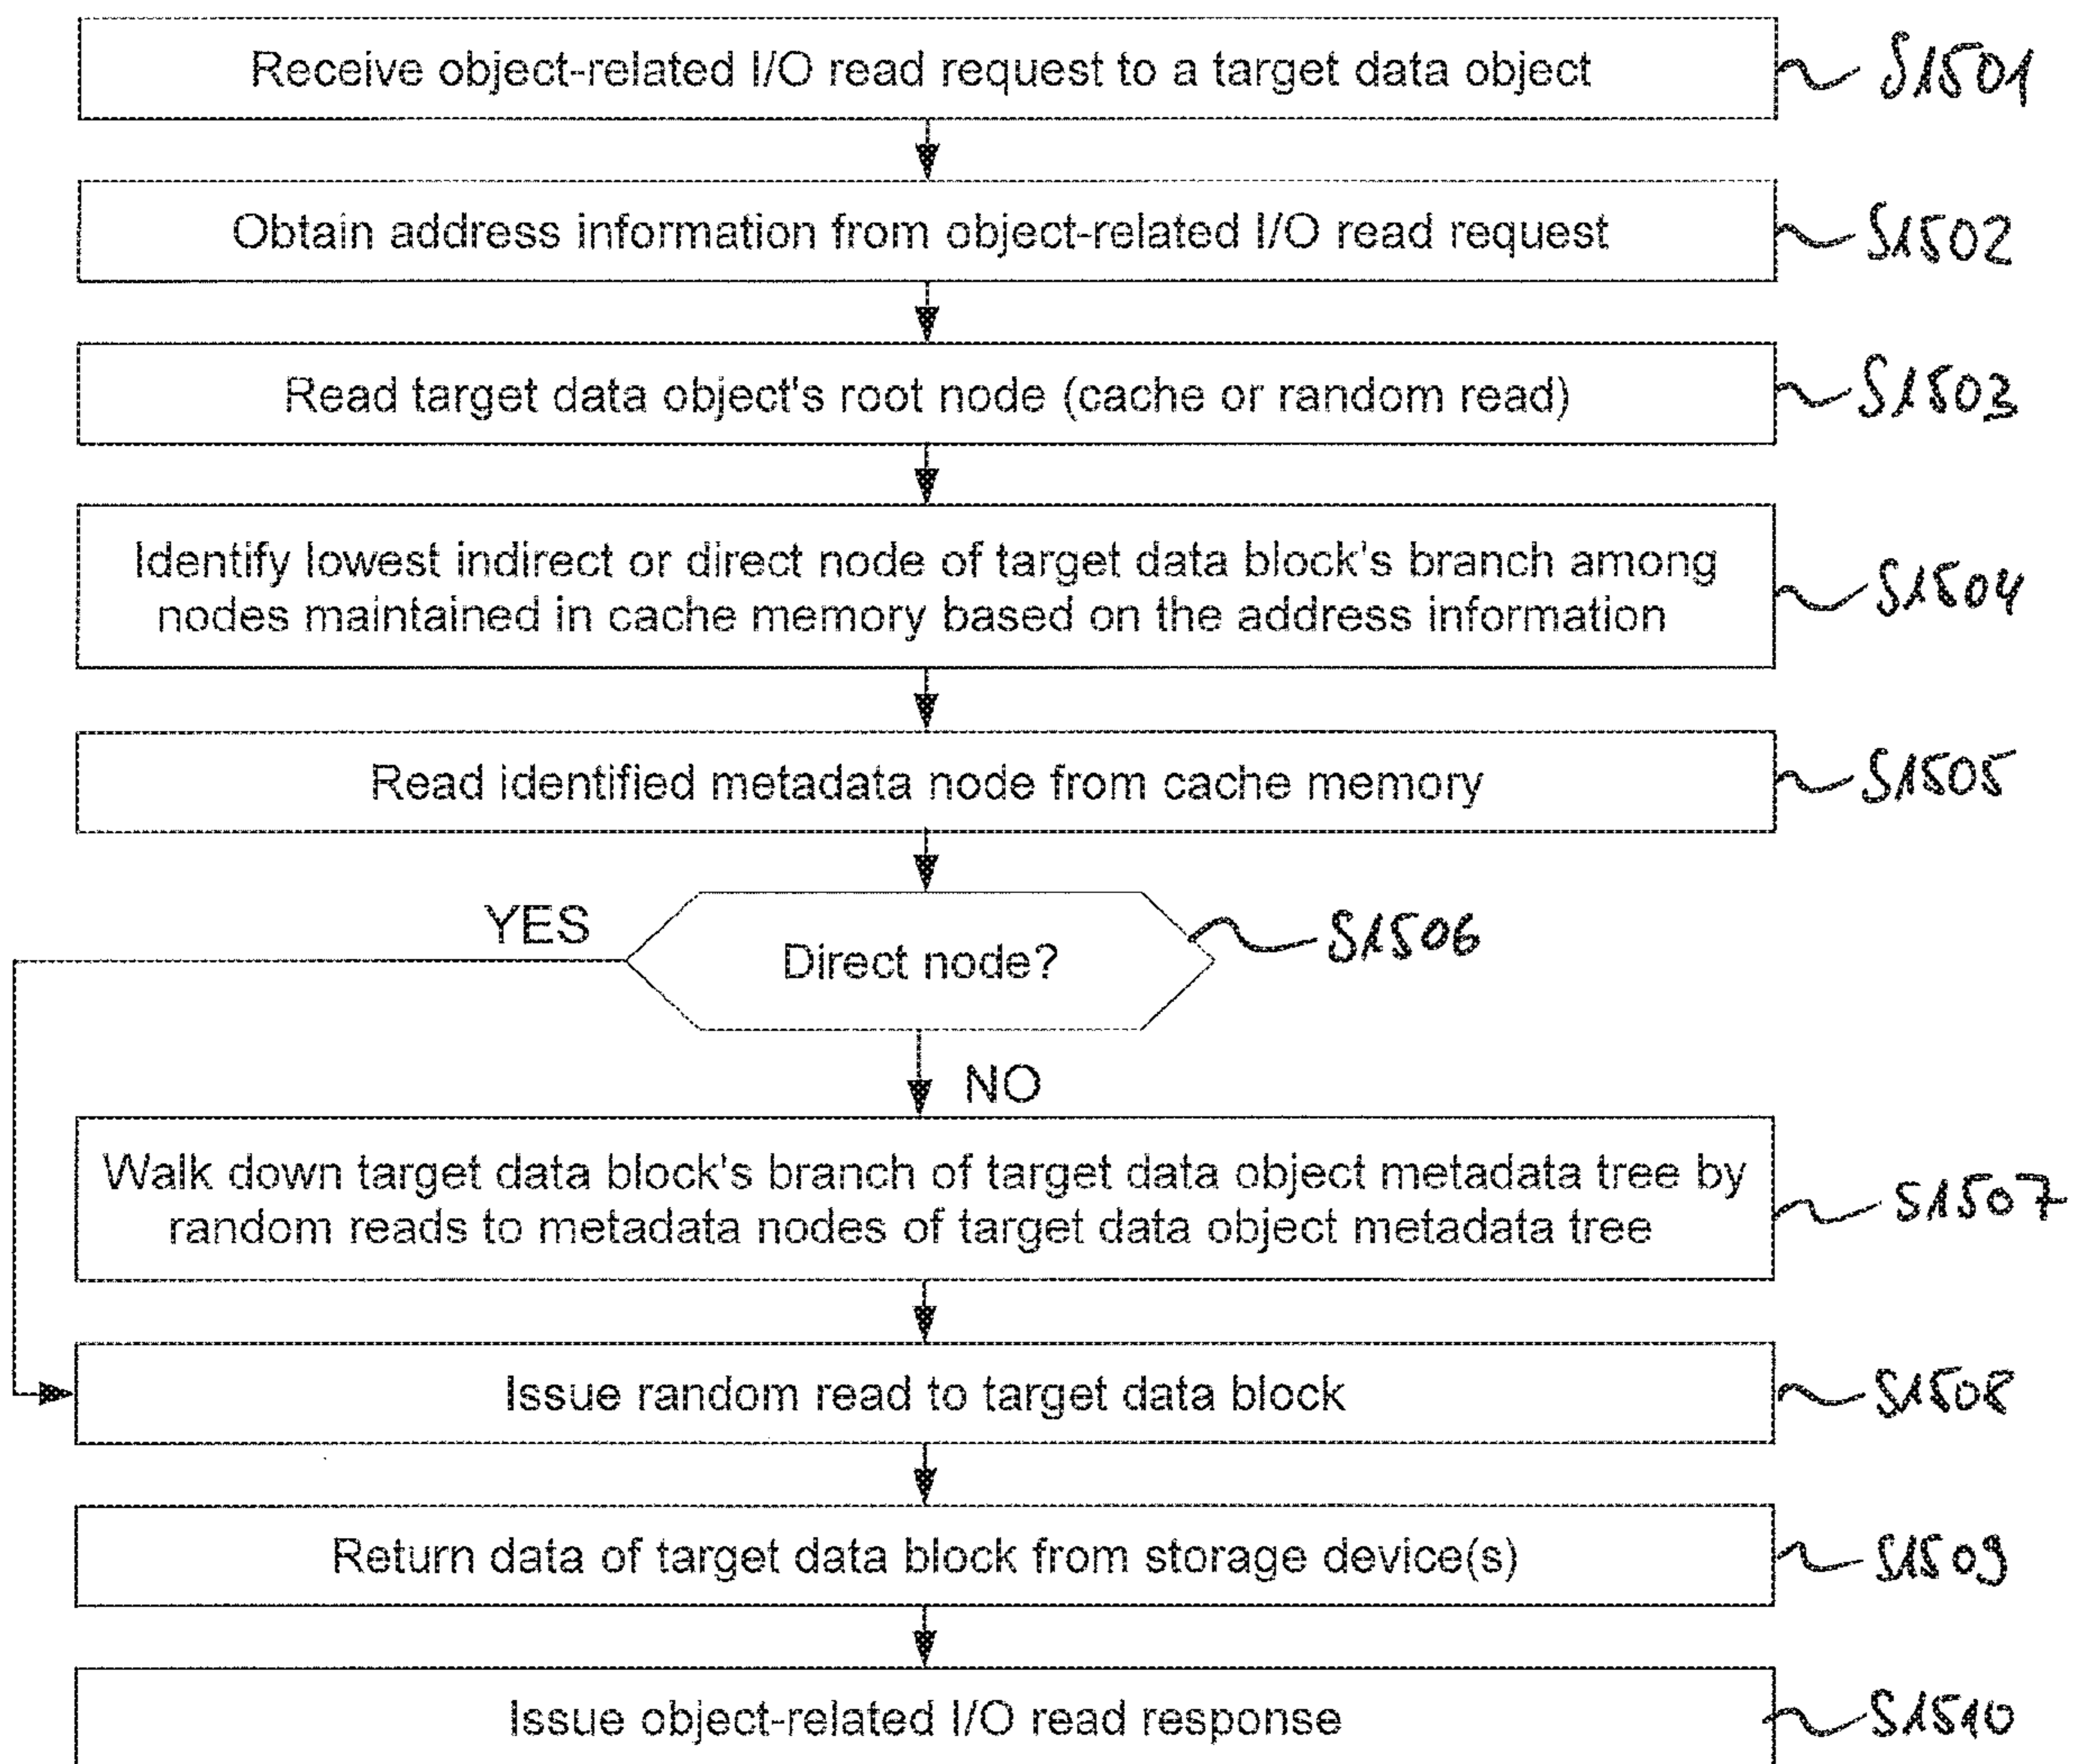 Receive object-related I/O read request to a target data object
S1501
Obtain address information from object-related I/O read request
S1502
Read target data object's root node (cache or random read)
S1503
Identify lowest indirect or direct node of target data block's branch among
nodes maintained in cache memory based on the address information
S1504
Read identified metadata node from cache memory
S1505
YES
Direct node?
S1506
NO
Walk down target data block's branch of target data object metadata tree by
random reads to metadata nodes of target data object metadata tree
S1507
Issue random read to target data block
S1508
Return data of target data block from storage device(s)
S1509
Issue object-related I/O read response
S1510